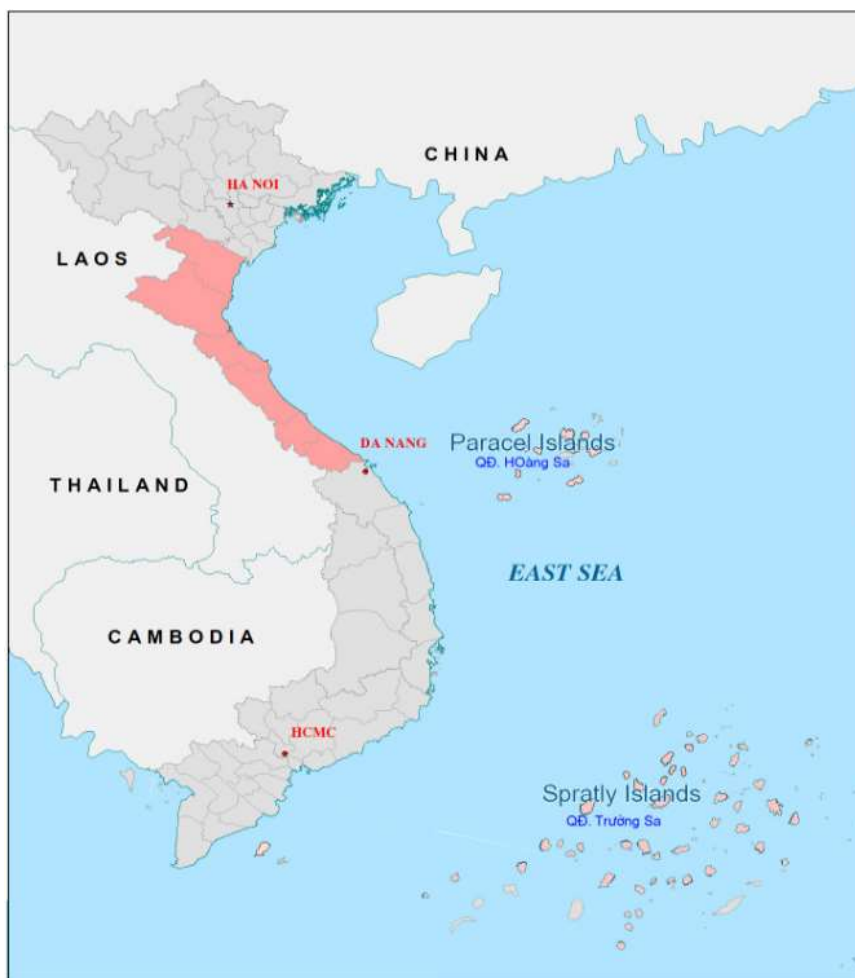 CHINA
HA NOI
LAOS
DA NANG
Paracel Islands
QĐ. HOàng Sa
THAILAND
EAST SEA
CAMBODIA
HCMC
Spratly Islands
QĐ. Trường Sa